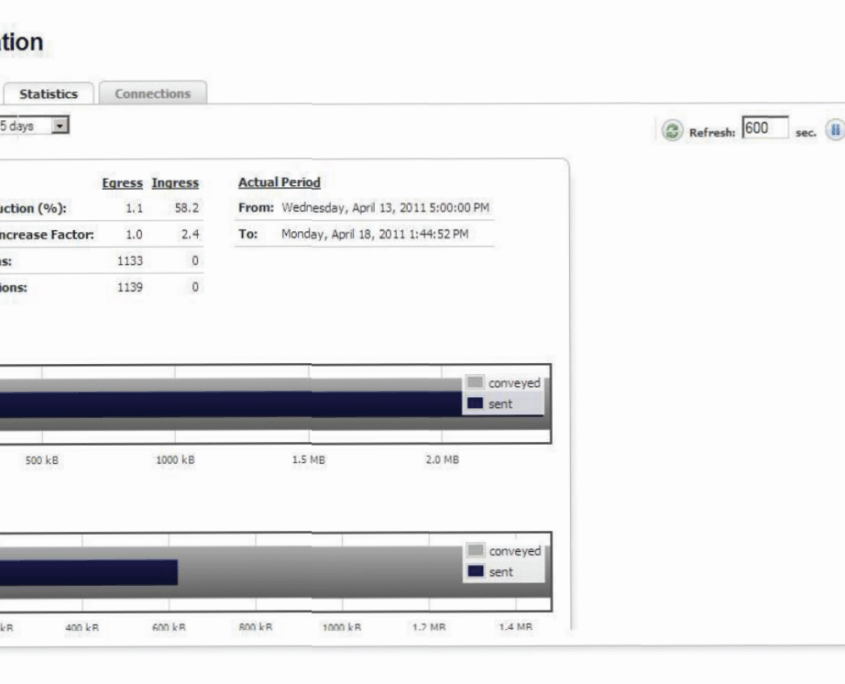 ation
Statistics Connections
5 days Refresh: 600 sec.
Egress Ingress Actual Period
uction (%): 1.1 58.2 From: Wednesday, April 13, 2011 5:00:00 PM
ncrease Factor: 1.0 2.4 To: Monday, April 18, 2011 1:44:52 PM
ns: 1133 0
ions: 1139 0
conveyed
sent
500 kB 1000 kB 1.5 MB 2.0 MB
conveyed
sent
kB 400 kB 600 kB 800 kB 1000 kB 1.2 MB 1.4 MB